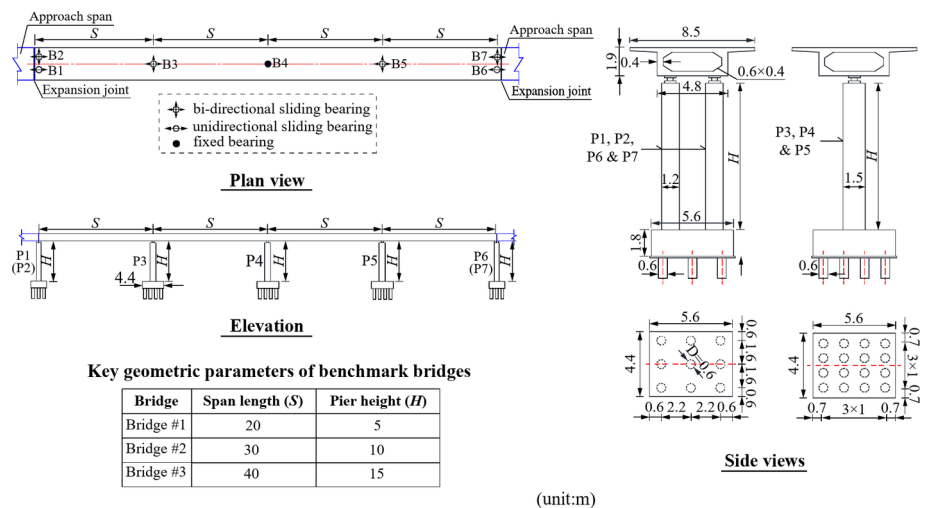 Approach span
S
S
S
S
Approach span
B2
B1
B3
B4
B5
B7
B6
Expansion joint
Expansion joint
bi-directional sliding bearing
unidirectional sliding bearing
fixed bearing
Plan view
S
S
S
S
P1
(P2)
H
P3
H
4.4
P4
H
P5
H
P6
(P7)
H
Elevation
Key geometric parameters of benchmark bridges
Bridge Span length (S) Pier height (H)
Bridge #1 20 5
Bridge #2 30 10
Bridge #3 40 15
8.5
1.9
0.4
0.6×0.4
4.8
P1, P2,
P6 & P7
H
1.2
5.6
1.8
0.6
P3, P4
& P5
H
1.5
0.6
5.6
4.4
D=0.6
0.6
1.6
1.6
0.6
0.6 2.2 2.2 0.6
5.6
4.4
0.7
3×1
0.7
0.7 3×1 0.7
Side views
(unit:m)